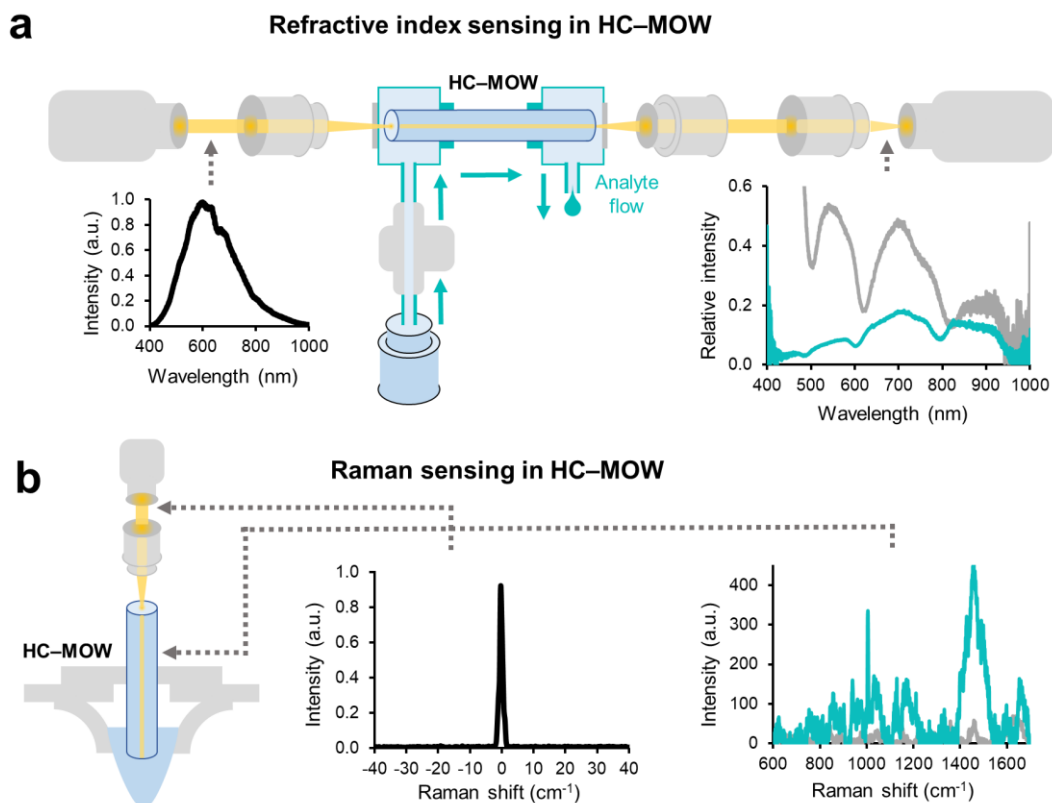 a
Refractive index sensing in HC–MOW
HC–MOW
Analyte
flow
Intensity (a.u.)
1.0
0.8
0.6
0.4
0.2
0.0
400 600 800 1000
Wavelength (nm)
Relative intensity
0.6
0.4
0.2
0.0
400 500 600 700 800 900 1000
Wavelength (nm)
b
Raman sensing in HC–MOW
HC–MOW
Intensity (a.u.)
1.0
0.8
0.6
0.4
0.2
0.0
-40 -30 -20 -10 0 10 20 30 40
Raman shift (cm⁻¹)
Intensity (a.u.)
400
300
200
100
0
600 800 1000 1200 1400 1600
Raman shift (cm⁻¹)